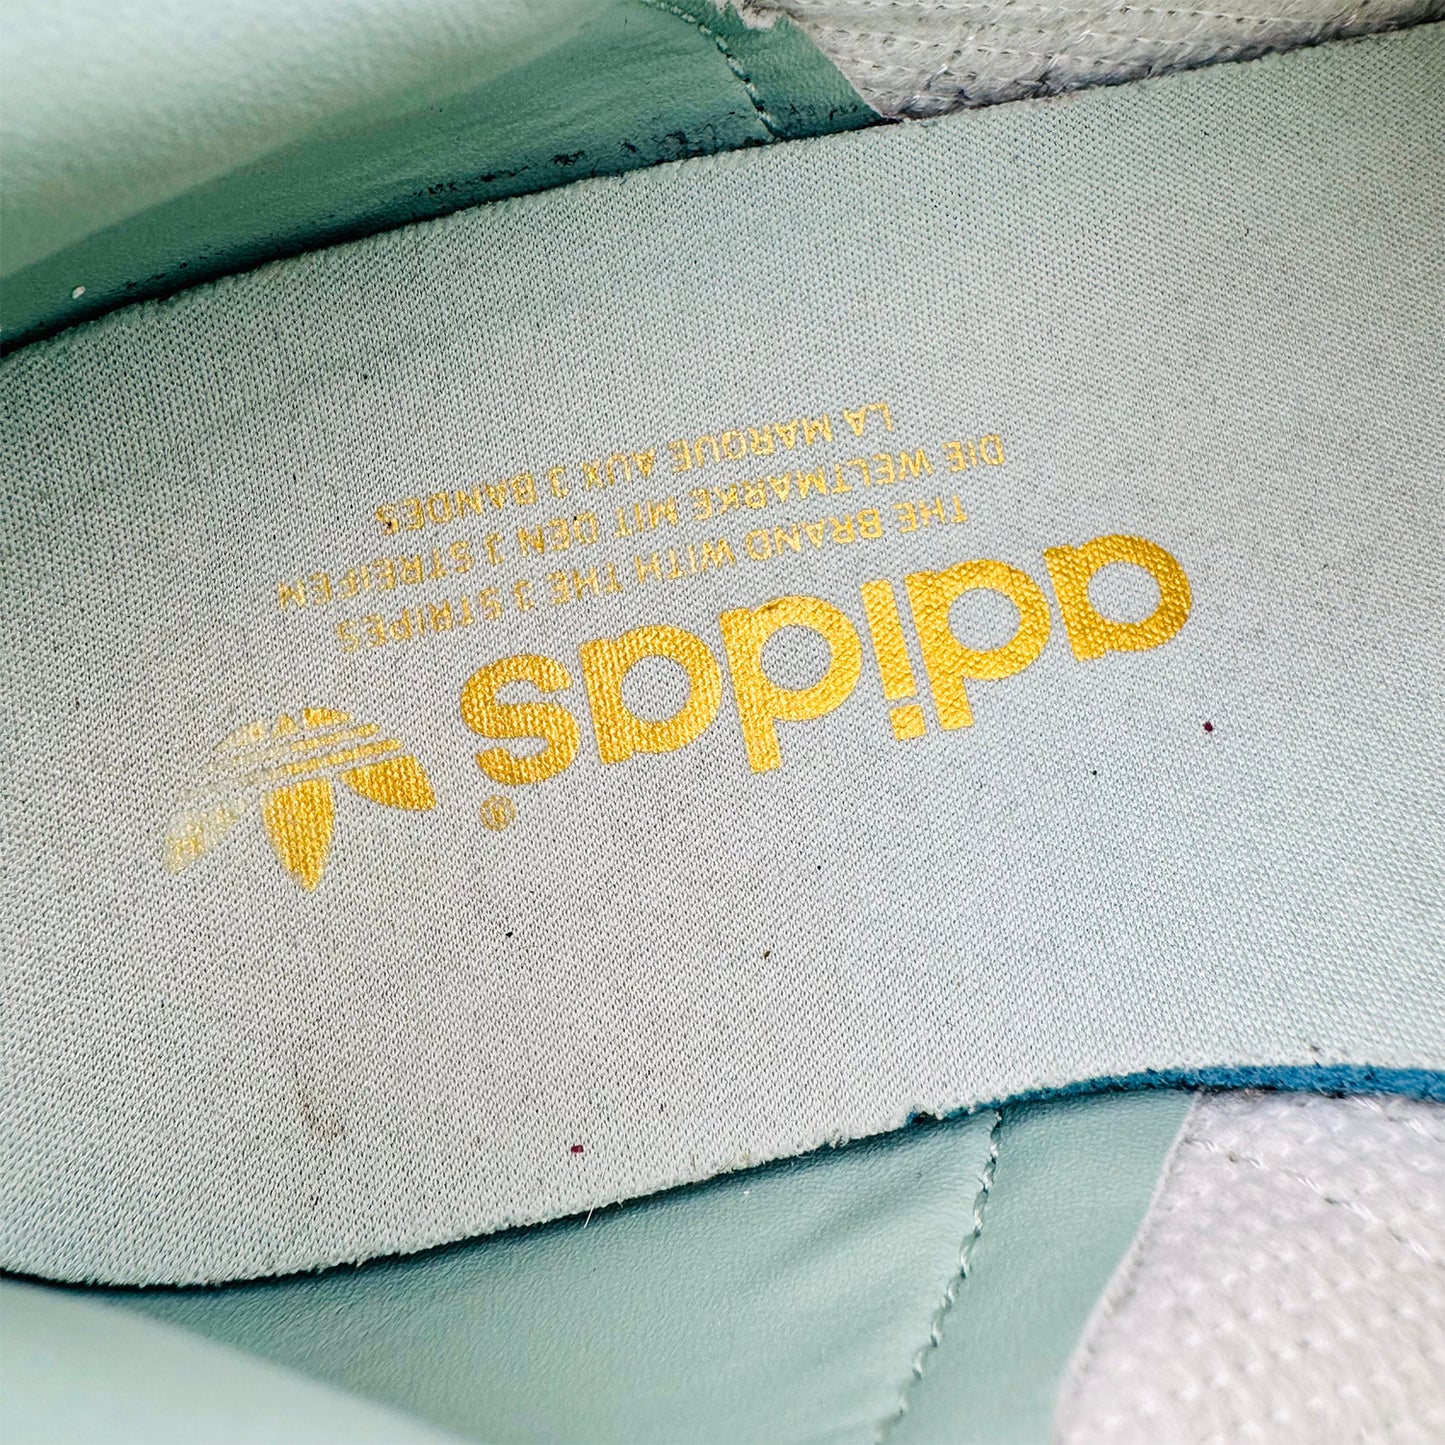 adidas®
THE BRAND WITH THE 3 STRIPES
DIE WELTMARKE MIT DEN 3 STREIFEN
LA MARQUE AUX 3 BANDES